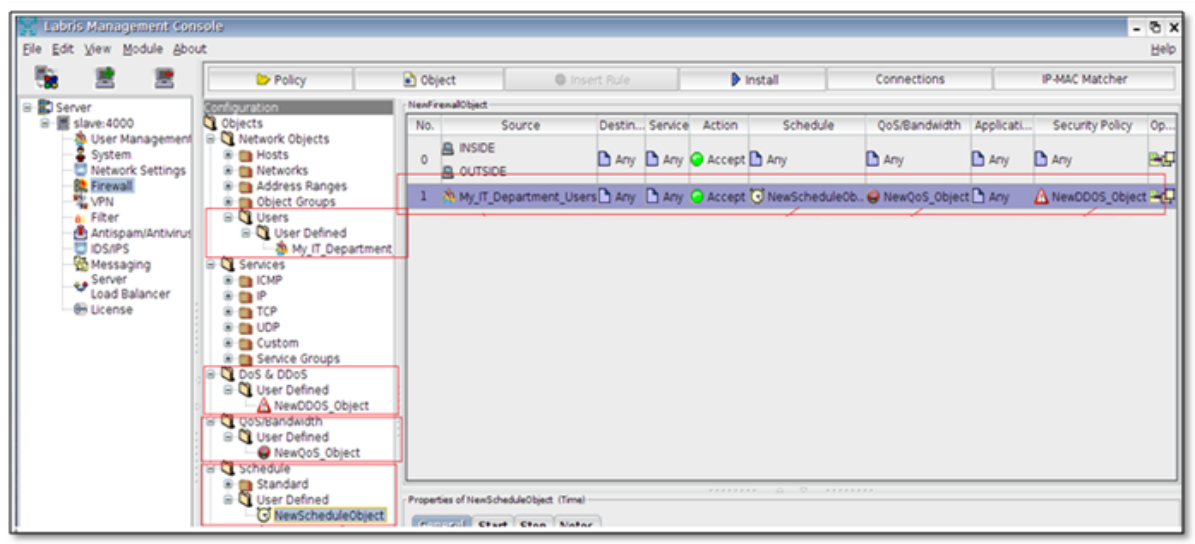 Labris Management Console
File Edit View Module About Help
Policy Object Insert Rule Install Connections IP-MAC Matcher
Server
slave:4000
User Management
System
Network Settings
Firewall
VPN
Filter
Antispam/Antivirus
IDS/IPS
Messaging
Server
Load Balancer
License
Configuration
Objects
Network Objects
Hosts
Networks
Address Ranges
Object Groups
Users
User Defined
My_IT_Department
Services
ICMP
IP
TCP
UDP
Custom
Service Groups
DoS & DDoS
User Defined
NewDDOS_Object
QoS/Bandwidth
User Defined
NewQoS_Object
Schedule
Standard
User Defined
NewScheduleObject
NewFirewallObject
No. Source Destin... Service Action Schedule QoS/Bandwidth Applicati... Security Policy Op...
0 INSIDE OUTSIDE Any Any Accept Any Any Any Any
1 My_IT_Department_Users Any Any Accept NewScheduleOb.. NewQoS_Object Any NewDDOS_Object
Properties of NewScheduleObject (Time)
General Start Stop Notes